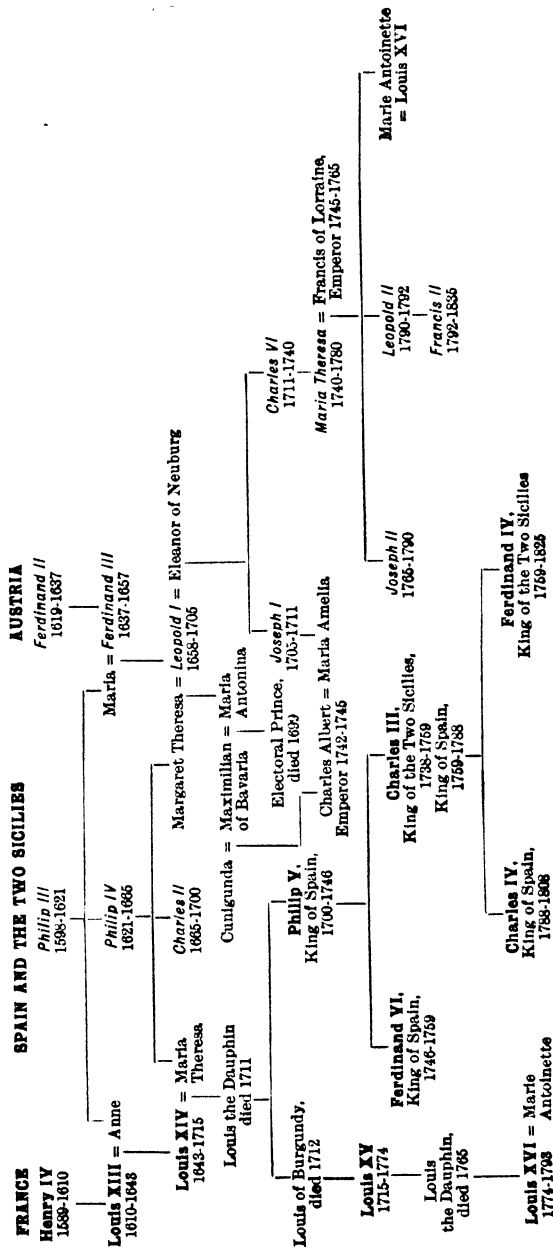 FRANCE
SPAIN AND THE TWO SICILIES
AUSTRIA
Henry IV
1589-1610
Philip III
1598-1621
Ferdinand II
1619-1637
Louis XIII = Anne
1610-1643
Philip IV
1621-1665
Maria = Ferdinand III
1637-1657
Louis XIV = Maria
1643-1715 Theresa
Charles II
1665-1700
Margaret Theresa = Leopold I = Eleanor of Neuburg
1658-1705
Louis the Dauphin
died 1711
Cunigunda = Maximilian = Maria
of Bavaria Antonina
Electoral Prince,
died 1699
Joseph I
1705-1711
Charles VI
1711-1740
Charles Albert = Maria Amelia
Emperor 1742-1745
Maria Theresa = Francis of Lorraine,
1740-1780 Emperor 1745-1765
Louis of Burgundy,
died 1712
Philip V,
King of Spain,
1700-1746
Louis XV
1715-1774
Ferdinand VI,
King of Spain,
1746-1759
Charles III,
King of the Two Sicilies,
1738-1759
King of Spain,
1759-1788
Joseph II
1765-1790
Leopold II
1790-1792
Marie Antoinette
= Louis XVI
Francis II
1792-1835
Louis
the Dauphin,
died 1765
Louis XVI = Marie
1774-1793 Antoinette
Charles IV,
King of Spain,
1788-1808
Ferdinand IV,
King of the Two Sicilies
1759-1825